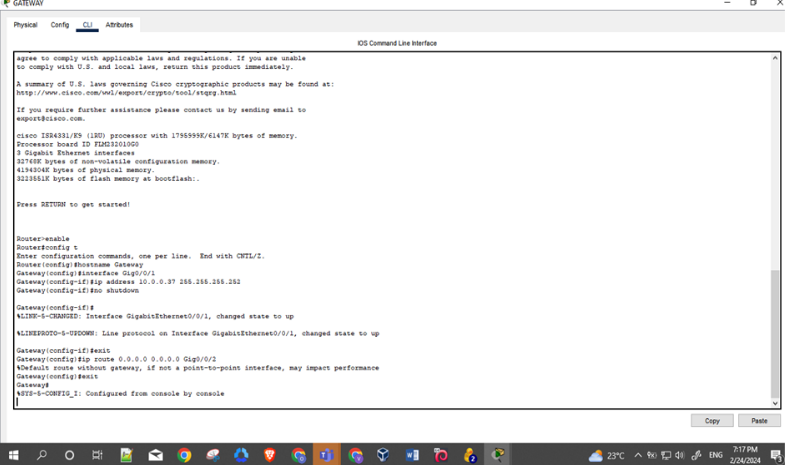 GATEWAY
Physical Config CLI Attributes
IOS Command Line Interface
agree to comply with applicable laws and regulations. If you are unable
to comply with U.S. and local laws, return this product immediately.
A summary of U.S. laws governing Cisco cryptographic products may be found at:
http://www.cisco.com/wwl/export/crypto/tool/stqrg.html
If you require further assistance please contact us by sending email to
export@cisco.com.
cisco ISR4331/K9 (1RU) processor with 1795999K/6147K bytes of memory.
Processor board ID FLM232010G0
3 Gigabit Ethernet interfaces
32768K bytes of non-volatile configuration memory.
4194304K bytes of physical memory.
3223551K bytes of flash memory at bootflash:.
Press RETURN to get started!
Router>enable
Router#config t
Enter configuration commands, one per line. End with CNTL/Z.
Router(config)#hostname Gateway
Gateway(config)#interface Gig0/0/1
Gateway(config-if)#ip address 10.0.0.37 255.255.255.252
Gateway(config-if)#no shutdown
Gateway(config-if)#
%LINK-5-CHANGED: Interface GigabitEthernet0/0/1, changed state to up
%LINEPROTO-5-UPDOWN: Line protocol on Interface GigabitEthernet0/0/1, changed state to up
Gateway(config-if)#exit
Gateway(config)#ip route 0.0.0.0 0.0.0.0 Gig0/0/2
%Default route without gateway, if not a point-to-point interface, may impact performance
Gateway(config)#exit
Gateway#
%SYS-5-CONFIG_I: Configured from console by console
Copy Paste
23°C ENG 7:17 PM
2/24/2024